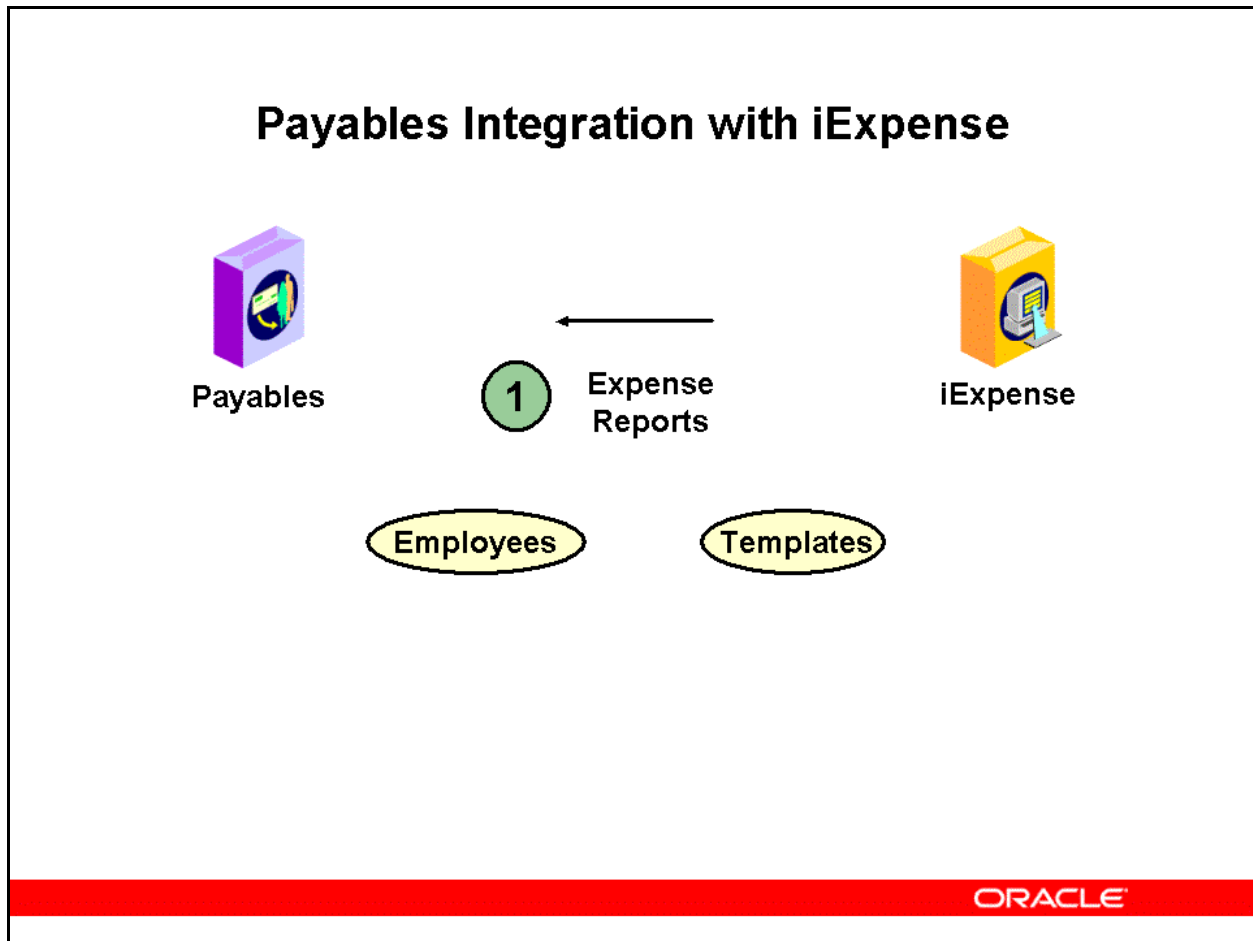 Payables Integration with iExpense
Payables
1
Expense
Reports
iExpense
Employees
Templates
ORACLE